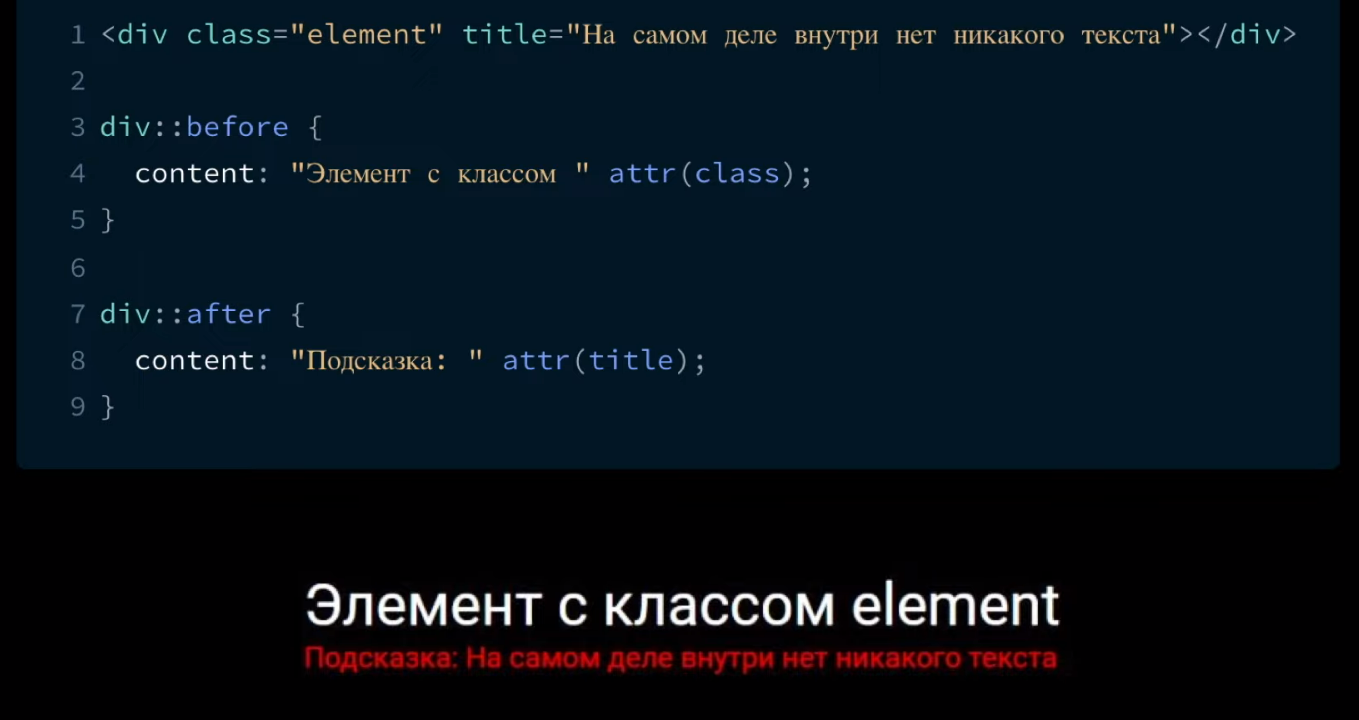 1 <div class="element" title="На самом деле внутри нет никакого текста"></div>
2
3 div::before {
4   content: "Элемент с классом " attr(class);
5 }
6
7 div::after {
8   content: "Подсказка: " attr(title);
9 }
Элемент с классом element
Подсказка: На самом деле внутри нет никакого текста